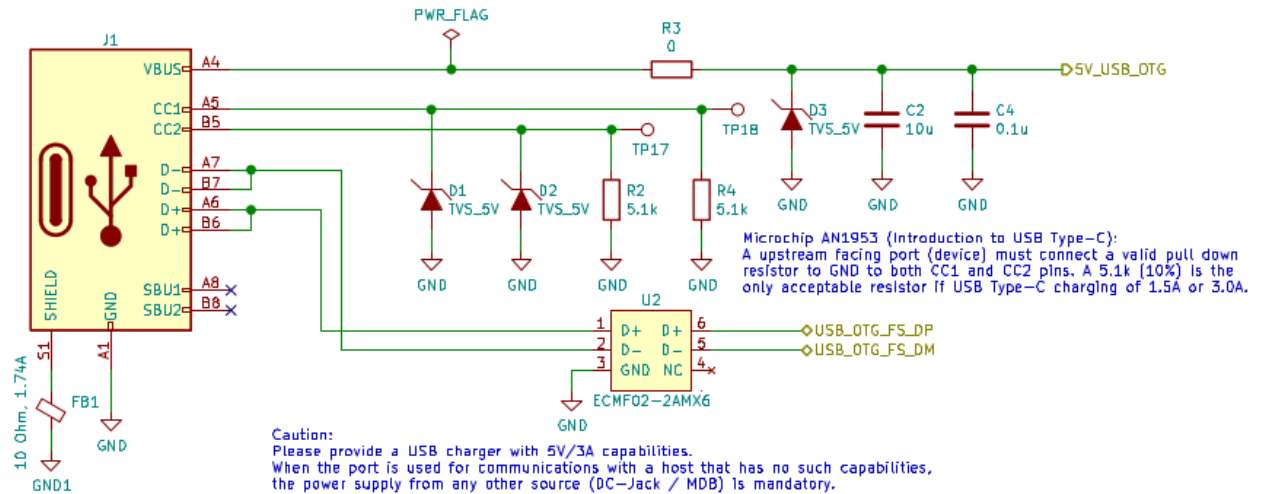 PWR_FLAG
J1
R3
0
VBUS
A4
5V_USB_OTG
CC1
A5
CC2
B5
TP18
TP17
D3
TVS_5V
C2
10u
C4
0.1u
D-
A7
D-
B7
D+
A6
D+
B6
D1
TVS_5V
D2
TVS_5V
R2
5.1k
R4
5.1k
GND
GND
GND
GND
GND
GND
GND
Microchip AN1953 (Introduction to USB Type-C):
A upstream facing port (device) must connect a valid pull down
resistor to GND to both CC1 and CC2 pins. A 5.1k (10%) is the
only acceptable resistor if USB Type-C charging of 1.5A or 3.0A.
SBU1
A8
SBU2
B8
SHIELD
GND
S1
A1
U2
1
D+
D+
6
USB_OTG_FS_DP
2
D-
D-
5
USB_OTG_FS_DM
3
GND
NC
4
ECMF02-2AMX6
GND
10 Ohm, 1.74A
FB1
GND
GND1
Caution:
Please provide a USB charger with 5V/3A capabilities.
When the port is used for communications with a host that has no such capabilities,
the power supply from any other source (DC-Jack / MDB) is mandatory.